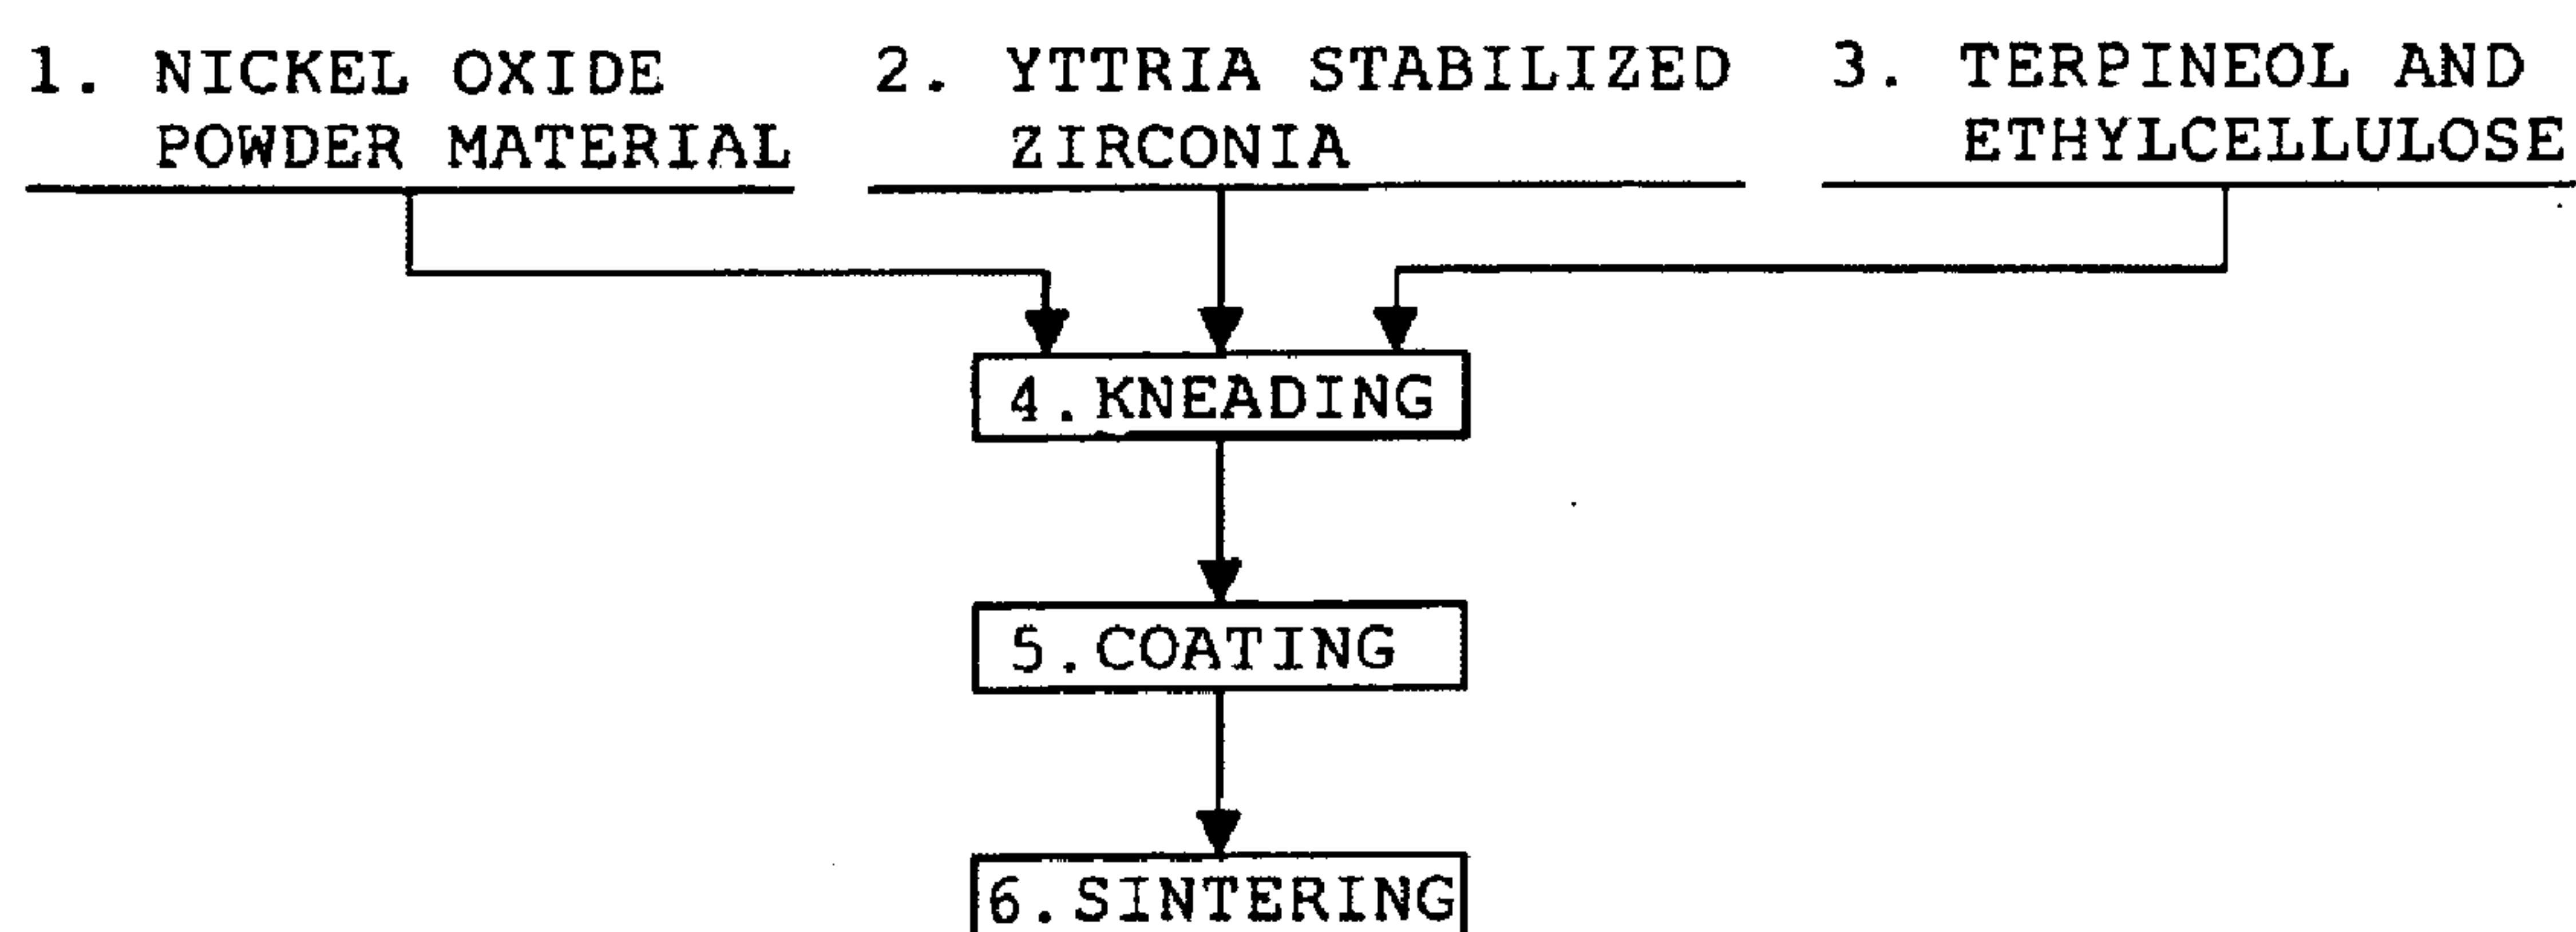 1. NICKEL OXIDE
POWDER MATERIAL
2. YTTRIA STABILIZED
ZIRCONIA
3. TERPINEOL AND
ETHYLCELLULOSE
4.KNEADING
5.COATING
6.SINTERING